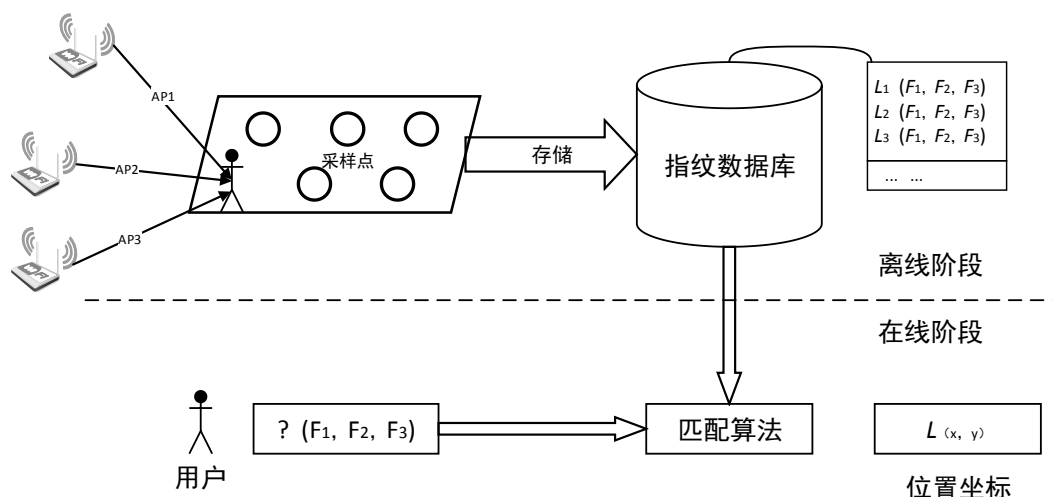 AP1
AP2
AP3
采样点
存储
指纹数据库
L1 (F1, F2, F3)
L2 (F1, F2, F3)
L3 (F1, F2, F3)
... ...
离线阶段
在线阶段
用户
? (F1, F2, F3)
匹配算法
L (x, y)
位置坐标